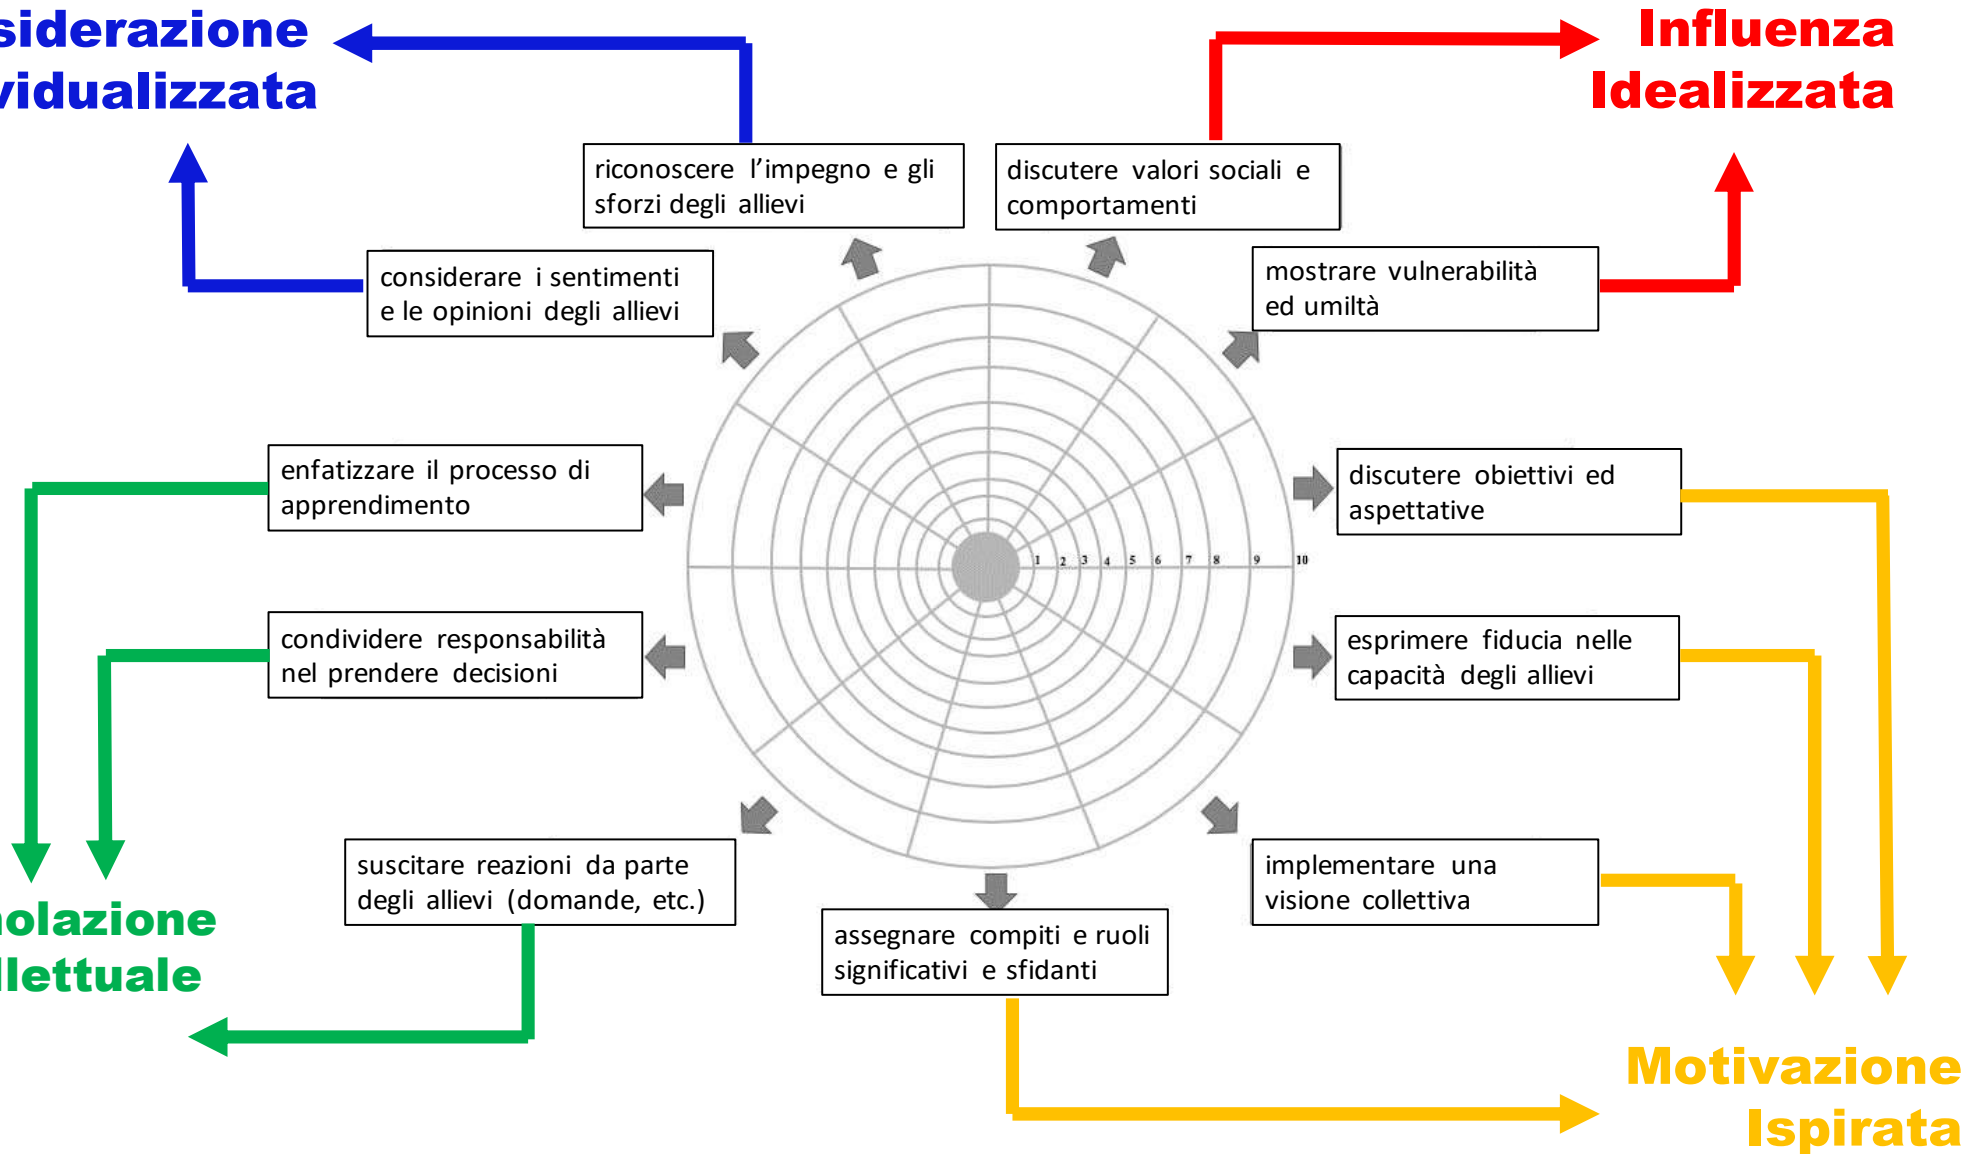 siderazione
vidualizzata
Influenza
Idealizzata
riconoscere l'impegno e gli
sforzi degli allievi
discutere valori sociali e
comportamenti
considerare i sentimenti
e le opinioni degli allievi
mostrare vulnerabilità
ed umiltà
enfatizzare il processo di
apprendimento
discutere obiettivi ed
aspettative
1 2 3 4 5 6 7 8 9 10
condividere responsabilità
nel prendere decisioni
esprimere fiducia nelle
capacità degli allievi
suscitare reazioni da parte
degli allievi (domande, etc.)
implementare una
visione collettiva
assegnare compiti e ruoli
significativi e sfidanti
olazione
llettuale
Motivazione
Ispirata